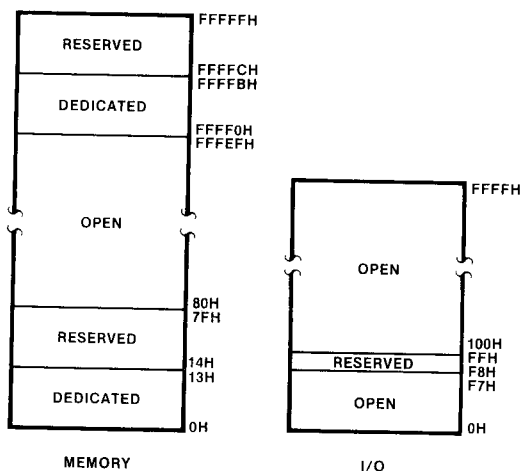 FFFFFH
RESERVED
FFFFCH
FFFFBH
DEDICATED
FFFF0H
FFFEFH
OPEN
80H
7FH
RESERVED
14H
13H
DEDICATED
0H
MEMORY
FFFFH
OPEN
100H
FFH
RESERVED
F8H
F7H
OPEN
0H
I/O